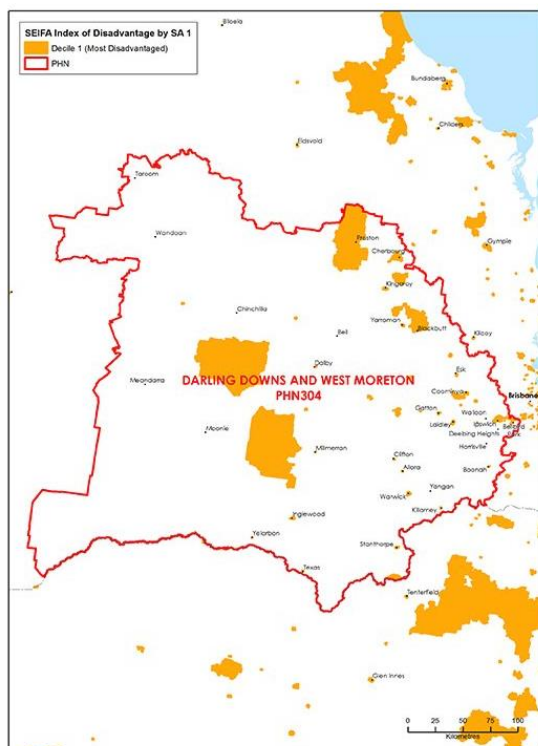 SEIFA Index of Disadvantage by SA 1
Decile 1 (Most Disadvantaged)
PHN
Biloela
Bundaberg
Childers
Eidsvold
Taroom
Wandoan
Proston
Gympie
Cherbourg
Kingaroy
Chinchilla
Yarraman
Blackbutt
Bell
Kilcoy
Dalby
Esk
DARLING DOWNS AND WEST MORETON
PHN304
Meandarra
Brisbane
Gatton
Walloon
Laidley
Ipswich
Deebing Heights
Moonie
Harrisville
Millmerran
Clifton
Allora
Boonah
Yangan
Warwick
Killarney
Inglewood
Yelarbon
Stanthorpe
Texas
Tenterfield
Glen Innes
0 25 50 75 100
Kilometres